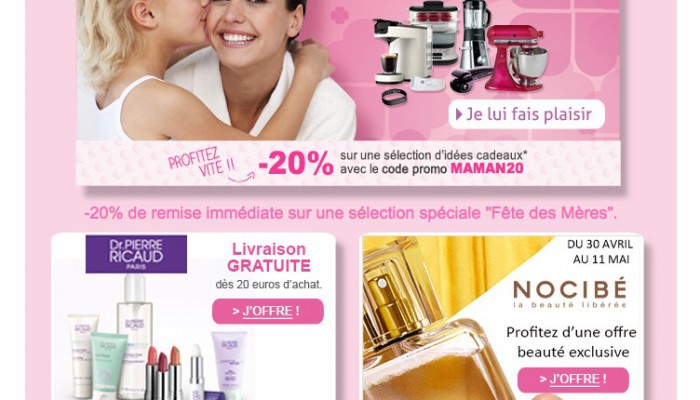 Je lui fais plaisir
PROFITEZ
VITE !!
-20%
sur une sélection d'idées cadeaux*
avec le code promo MAMAN20
-20% de remise immédiate sur une sélection spéciale "Fête des Mères".
Dr.PIERRE
RICAUD
PARIS
Livraison
GRATUITE
dès 20 euros d'achat.
> J'OFFRE !
DU 30 AVRIL
AU 11 MAI
NOCIBÉ
la beauté libérée
Profitez d'une offre
beauté exclusive
> J'OFFRE !